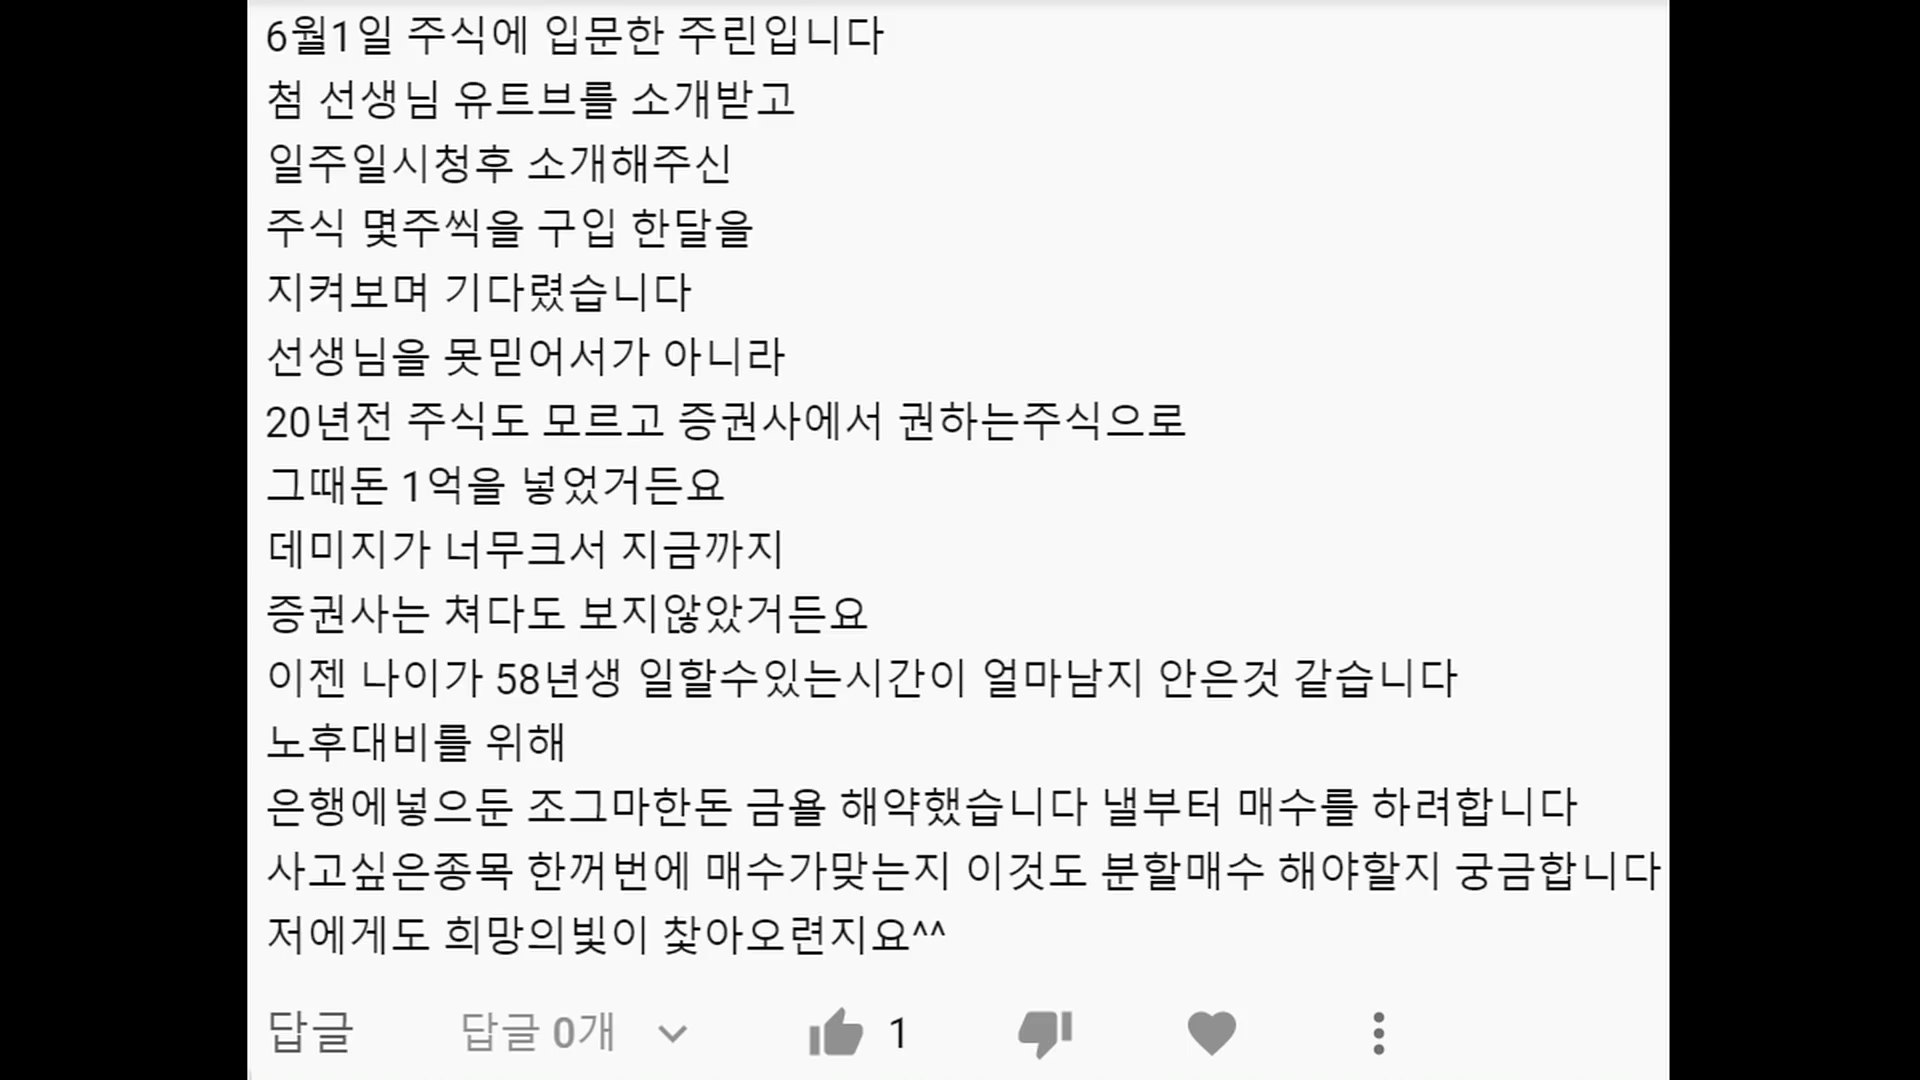 6월1일 주식에 입문한 주린입니다
첨 선생님 유트브를 소개받고
일주일시청후 소개해주신
주식 몇주씩을 구입 한달을
지켜보며 기다렸습니다
선생님을 못믿어서가 아니라
20년전 주식도 모르고 증권사에서 권하는주식으로
그때돈 1억을 넣었거든요
데미지가 너무크서 지금까지
증권사는 쳐다도 보지않았거든요
이젠 나이가 58년생 일할수있는시간이 얼마남지 안은것 같습니다
노후대비를 위해
은행에넣으둔 조그마한돈 금욜 해약했습니다 낼부터 매수를 하려합니다
사고싶은종목 한꺼번에 매수가맞는지 이것도 분할매수 해야할지 궁금합니다
저에게도 희망의빛이 찿아오련지요^^
답글 답글 0개 1